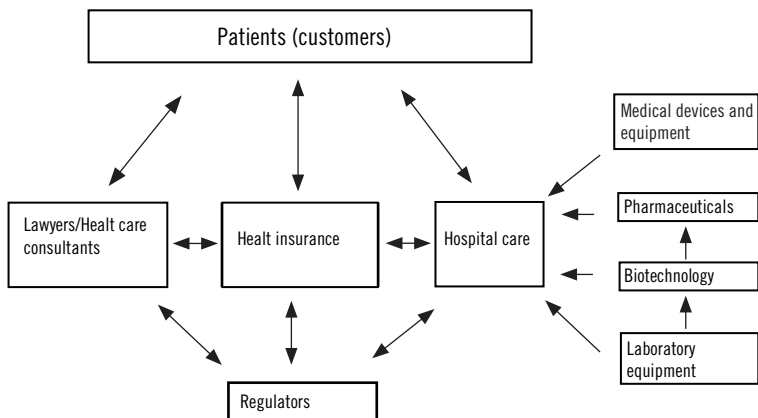 Patients (customers)
Medical devices and
equipment
Lawyers/Healt care
consultants
Healt insurance
Hospital care
Pharmaceuticals
Biotechnology
Laboratory
equipment
Regulators